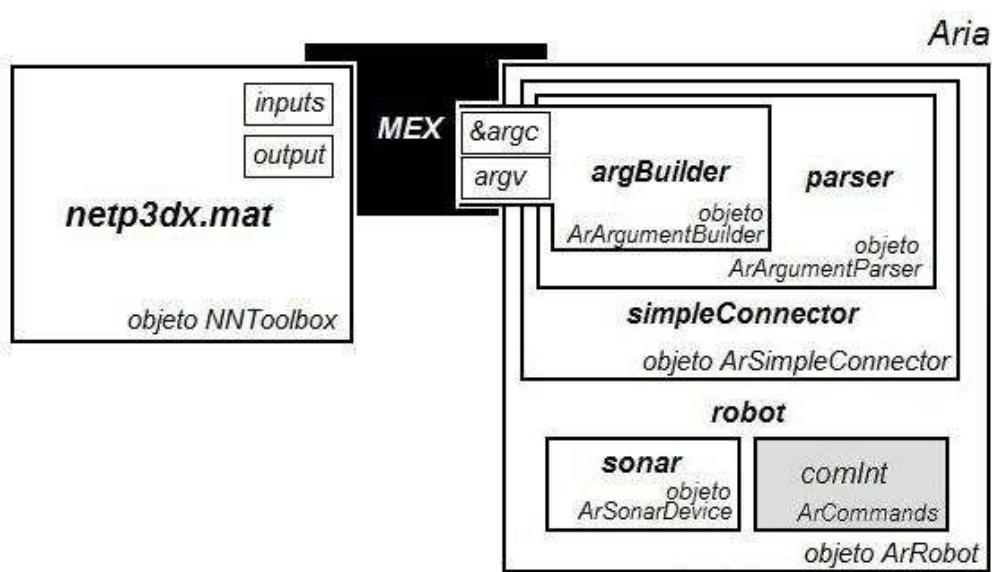 Aria
inputs
output
netp3dx.mat
objeto NNToolbox
MEX
&argc
argv
argBuilder
objeto
ArArgumentBuilder
parser
objeto
ArArgumentParser
simpleConnector
objeto ArSimpleConnector
robot
sonar
objeto
ArSonarDevice
comInt
ArCommands
objeto ArRobot